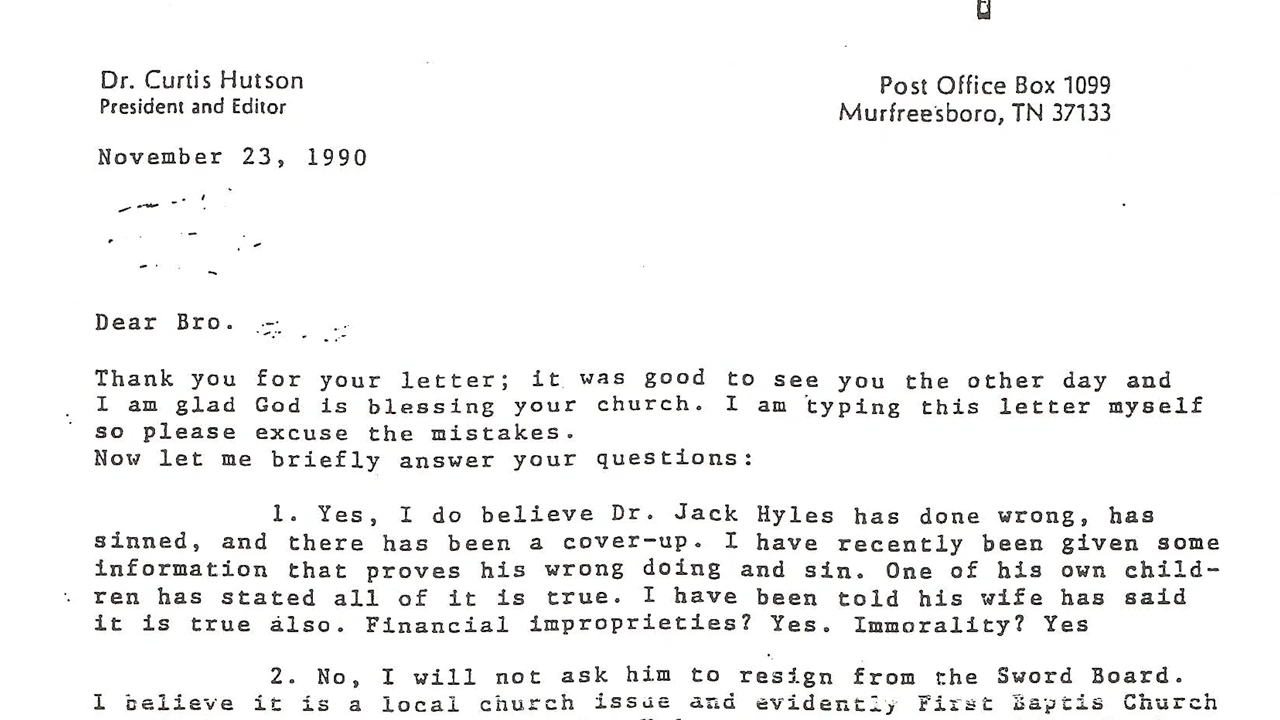 Dr. Curtis Hutson
President and Editor
Post Office Box 1099
Murfreesboro, TN 37133
November 23, 1990
Dear Bro.
Thank you for your letter; it was good to see you the other day and
I am glad God is blessing your church. I am typing this letter myself
so please excuse the mistakes.
Now let me briefly answer your questions:
1. Yes, I do believe Dr. Jack Hyles has done wrong, has
sinned, and there has been a cover-up. I have recently been given some
information that proves his wrong doing and sin. One of his own child-
ren has stated all of it is true. I have been told his wife has said
it is true also. Financial improprieties? Yes. Immorality? Yes
2. No, I will not ask him to resign from the Sword Board.
I believe it is a local church issue and evidently First Baptis Church